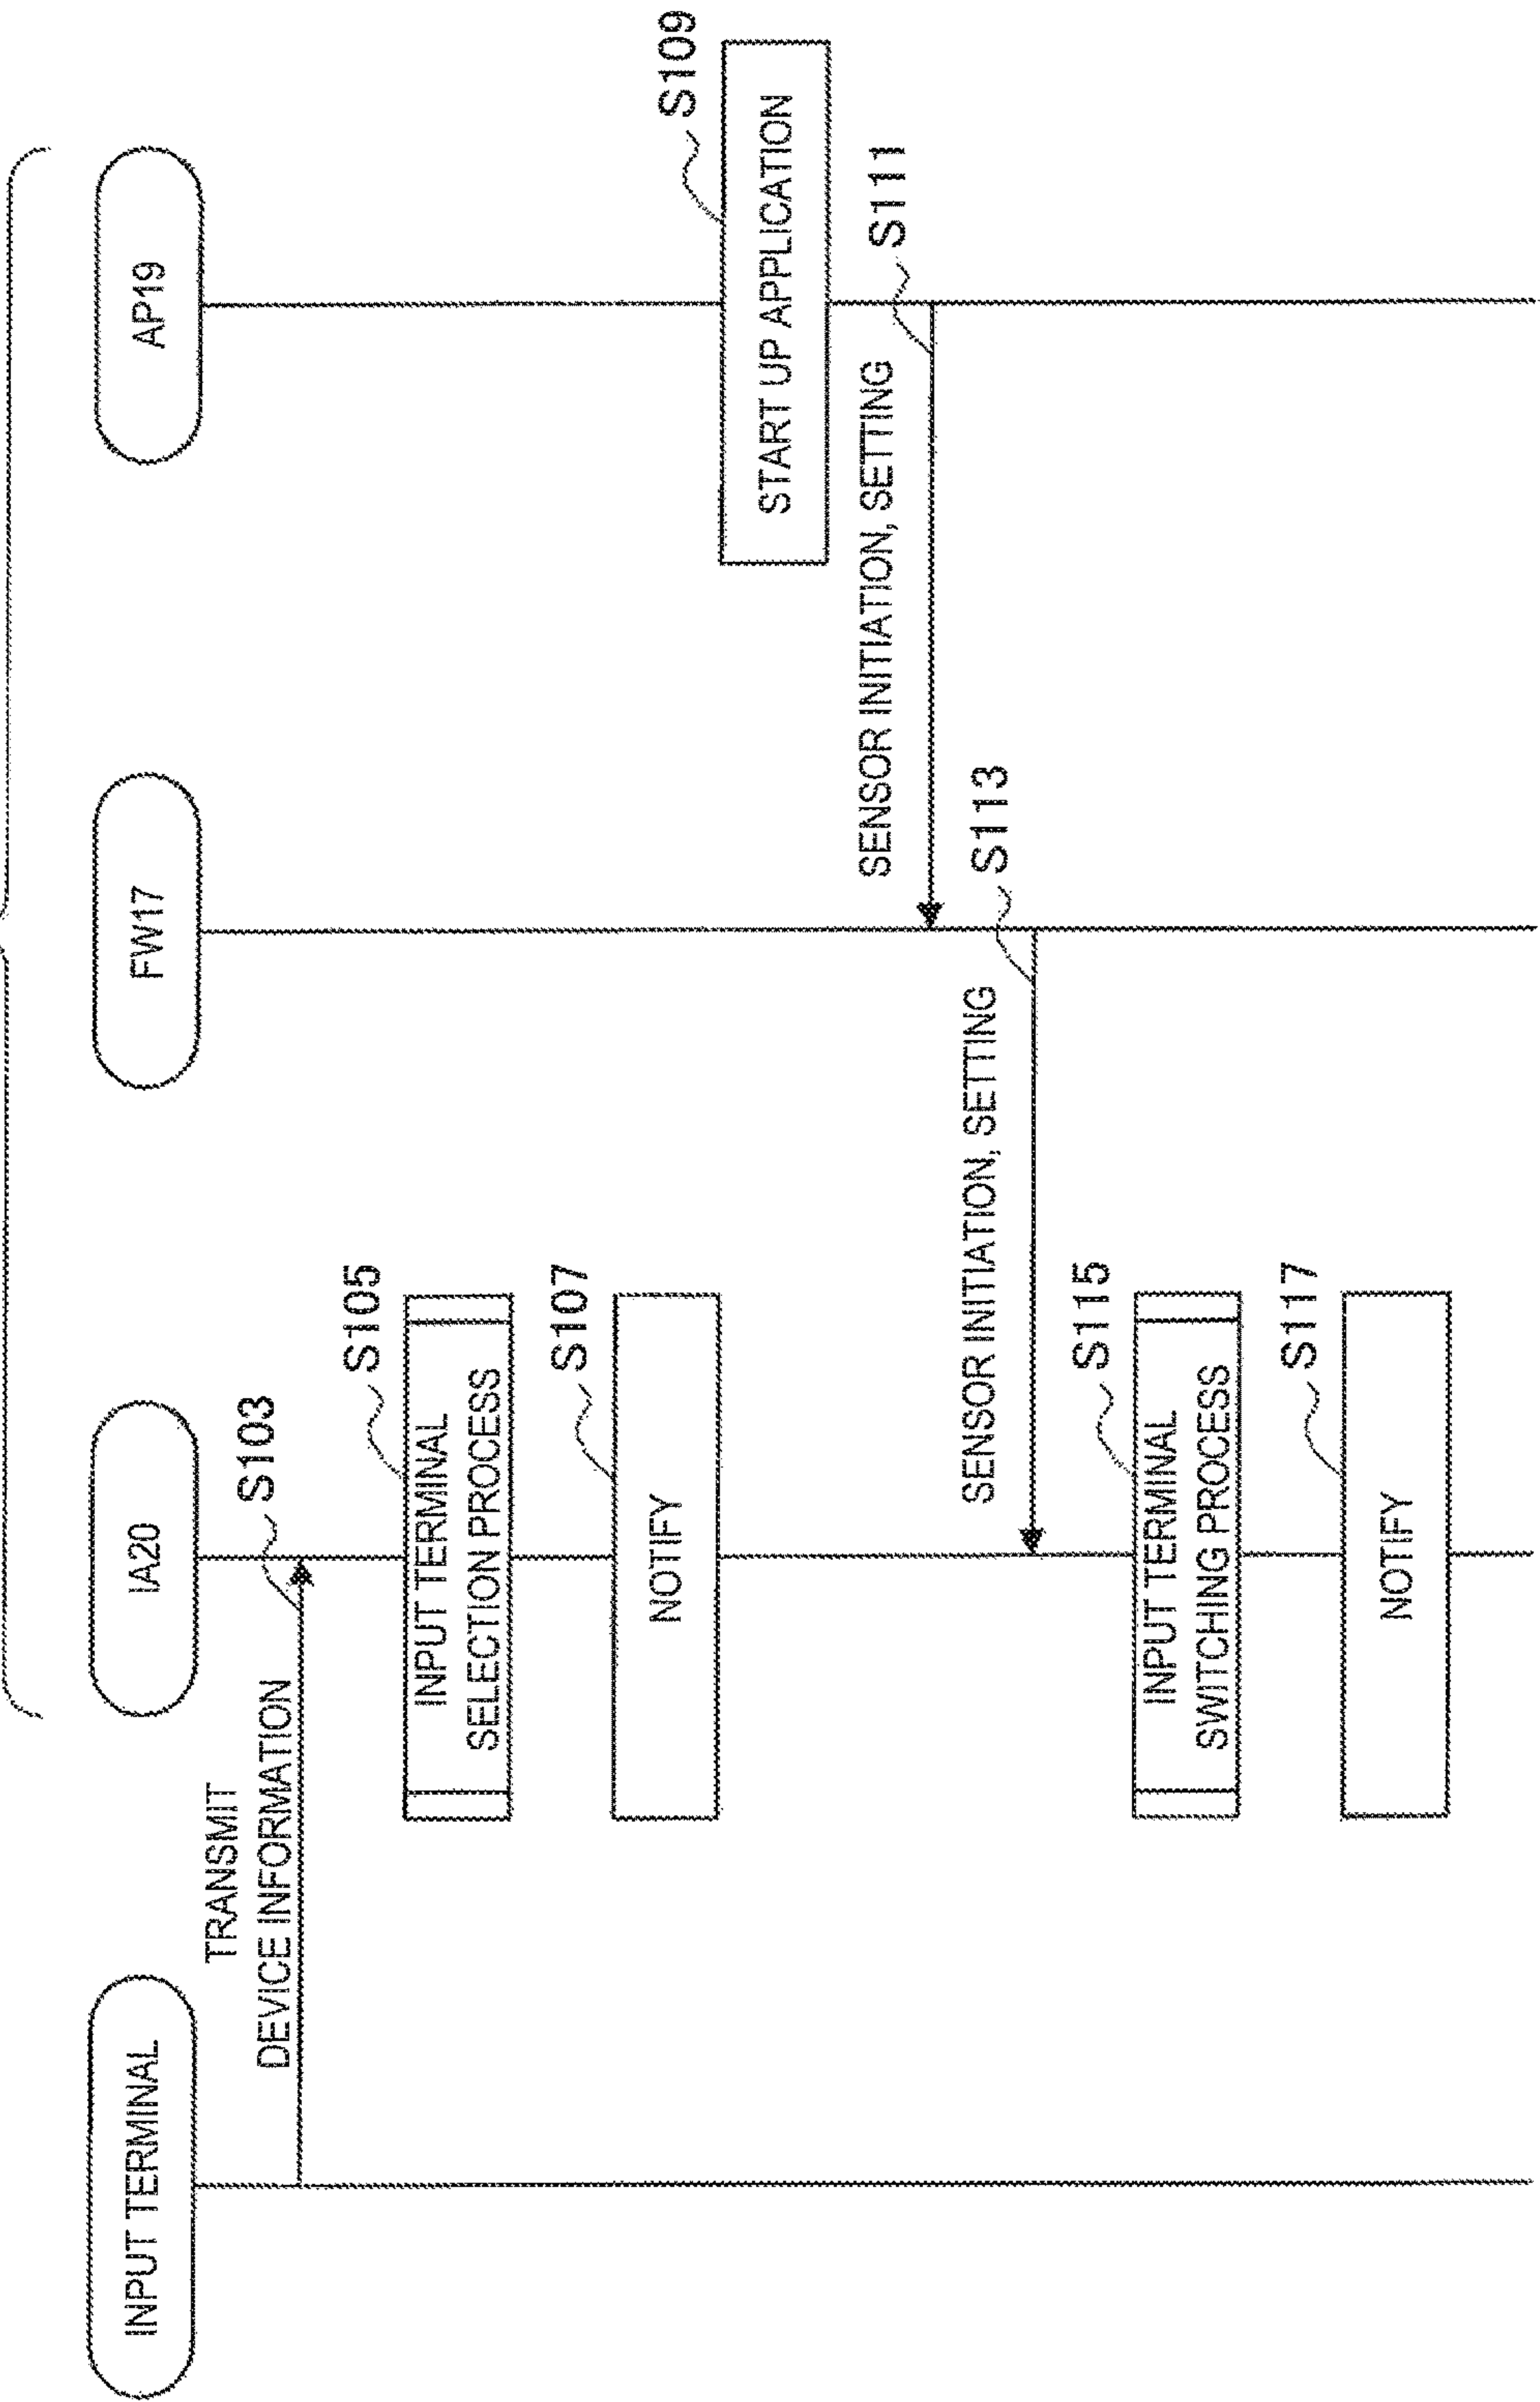 INPUT TERMINAL
IA20
FW17
AP19
TRANSMIT
DEVICE INFORMATION
S103
S105
INPUT TERMINAL
SELECTION PROCESS
S107
NOTIFY
S109
START UP APPLICATION
SENSOR INITIATION, SETTING
S111
SENSOR INITIATION, SETTING
S113
S115
INPUT TERMINAL
SWITCHING PROCESS
S117
NOTIFY